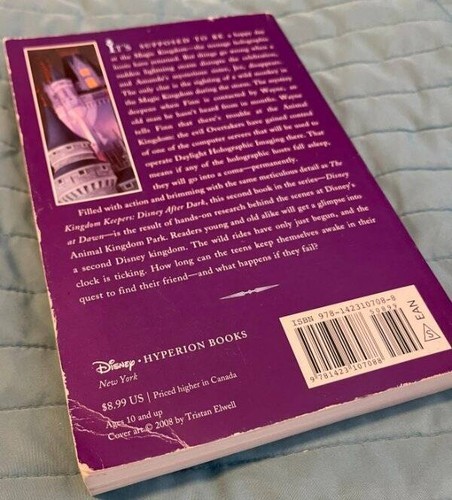 IT'S SUPPOSED TO BE a happy day
at the Magic Kingdom—the teenage holographic
hosts have returned. But things go wrong when a
sudden lightning storm disrupts the celebration,
and Amanda's mysterious sister, Jez, disappears.
The only clue is the sighting of a wild monkey in
the Magic Kingdom during the storm. The mystery
deepens when Finn is contacted by Wayne, an
old man he hasn't heard from in months. Wayne
tells Finn that there's trouble at the Animal
Kingdom: the evil Overtakers have gained control
of one of the computer servers that will be used to
operate Daylight Holographic Imaging there. That
means if any of the holographic hosts fall asleep,
they will go into a coma—permanently.
Filled with action and brimming with the same meticulous detail as The
Kingdom Keepers: Disney After Dark, this second book in the series—Disney
at Dawn—is the result of hands-on research behind the scenes at Disney's
Animal Kingdom Park. Readers young and old alike will get a glimpse into
a second Disney kingdom. The wild rides have only just begun, and the
clock is ticking. How long can the teens keep themselves awake in their
quest to find their friend—and what happens if they fail?
Disney • HYPERION BOOKS
New York
$8.99 US | Priced higher in Canada
Ages 10 and up
Cover art © 2008 by Tristan Elwell
ISBN 978-142310708-8
50899
9 781423 107088
S
EAN